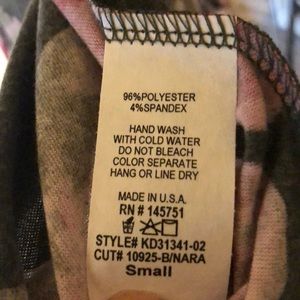 96%POLYESTER
4%SPANDEX
HAND WASH
WITH COLD WATER
DO NOT BLEACH
COLOR SEPARATE
HANG OR LINE DRY
MADE IN U.S.A.
RN# 145751
STYLE# KD31341-02
CUT# 10925-B/NARA
Small